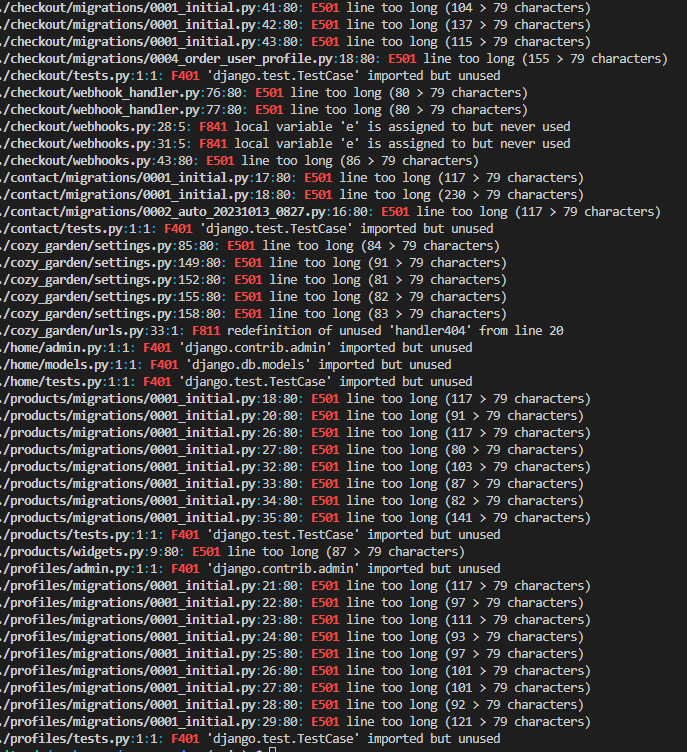 ./checkout/migrations/0001_initial.py:41:80: E501 line too long (104 > 79 characters)
./checkout/migrations/0001_initial.py:42:80: E501 line too long (137 > 79 characters)
./checkout/migrations/0001_initial.py:43:80: E501 line too long (115 > 79 characters)
./checkout/migrations/0004_order_user_profile.py:18:80: E501 line too long (155 > 79 characters)
./checkout/tests.py:1:1: F401 'django.test.TestCase' imported but unused
./checkout/webhook_handler.py:76:80: E501 line too long (80 > 79 characters)
./checkout/webhook_handler.py:77:80: E501 line too long (80 > 79 characters)
./checkout/webhooks.py:28:5: F841 local variable 'e' is assigned to but never used
./checkout/webhooks.py:31:5: F841 local variable 'e' is assigned to but never used
./checkout/webhooks.py:43:80: E501 line too long (86 > 79 characters)
./contact/migrations/0001_initial.py:17:80: E501 line too long (117 > 79 characters)
./contact/migrations/0001_initial.py:18:80: E501 line too long (230 > 79 characters)
./contact/migrations/0002_auto_20231013_0827.py:16:80: E501 line too long (117 > 79 characters)
./contact/tests.py:1:1: F401 'django.test.TestCase' imported but unused
./cozy_garden/settings.py:85:80: E501 line too long (84 > 79 characters)
./cozy_garden/settings.py:149:80: E501 line too long (91 > 79 characters)
./cozy_garden/settings.py:152:80: E501 line too long (81 > 79 characters)
./cozy_garden/settings.py:155:80: E501 line too long (82 > 79 characters)
./cozy_garden/settings.py:158:80: E501 line too long (83 > 79 characters)
./cozy_garden/urls.py:33:1: F811 redefinition of unused 'handler404' from line 20
./home/admin.py:1:1: F401 'django.contrib.admin' imported but unused
./home/models.py:1:1: F401 'django.db.models' imported but unused
./home/tests.py:1:1: F401 'django.test.TestCase' imported but unused
./products/migrations/0001_initial.py:18:80: E501 line too long (117 > 79 characters)
./products/migrations/0001_initial.py:20:80: E501 line too long (91 > 79 characters)
./products/migrations/0001_initial.py:26:80: E501 line too long (117 > 79 characters)
./products/migrations/0001_initial.py:27:80: E501 line too long (80 > 79 characters)
./products/migrations/0001_initial.py:32:80: E501 line too long (103 > 79 characters)
./products/migrations/0001_initial.py:33:80: E501 line too long (87 > 79 characters)
./products/migrations/0001_initial.py:34:80: E501 line too long (82 > 79 characters)
./products/migrations/0001_initial.py:35:80: E501 line too long (141 > 79 characters)
./products/tests.py:1:1: F401 'django.test.TestCase' imported but unused
./products/widgets.py:9:80: E501 line too long (87 > 79 characters)
./profiles/admin.py:1:1: F401 'django.contrib.admin' imported but unused
./profiles/migrations/0001_initial.py:21:80: E501 line too long (117 > 79 characters)
./profiles/migrations/0001_initial.py:22:80: E501 line too long (97 > 79 characters)
./profiles/migrations/0001_initial.py:23:80: E501 line too long (111 > 79 characters)
./profiles/migrations/0001_initial.py:24:80: E501 line too long (93 > 79 characters)
./profiles/migrations/0001_initial.py:25:80: E501 line too long (97 > 79 characters)
./profiles/migrations/0001_initial.py:26:80: E501 line too long (101 > 79 characters)
./profiles/migrations/0001_initial.py:27:80: E501 line too long (101 > 79 characters)
./profiles/migrations/0001_initial.py:28:80: E501 line too long (92 > 79 characters)
./profiles/migrations/0001_initial.py:29:80: E501 line too long (121 > 79 characters)
./profiles/tests.py:1:1: F401 'django.test.TestCase' imported but unused